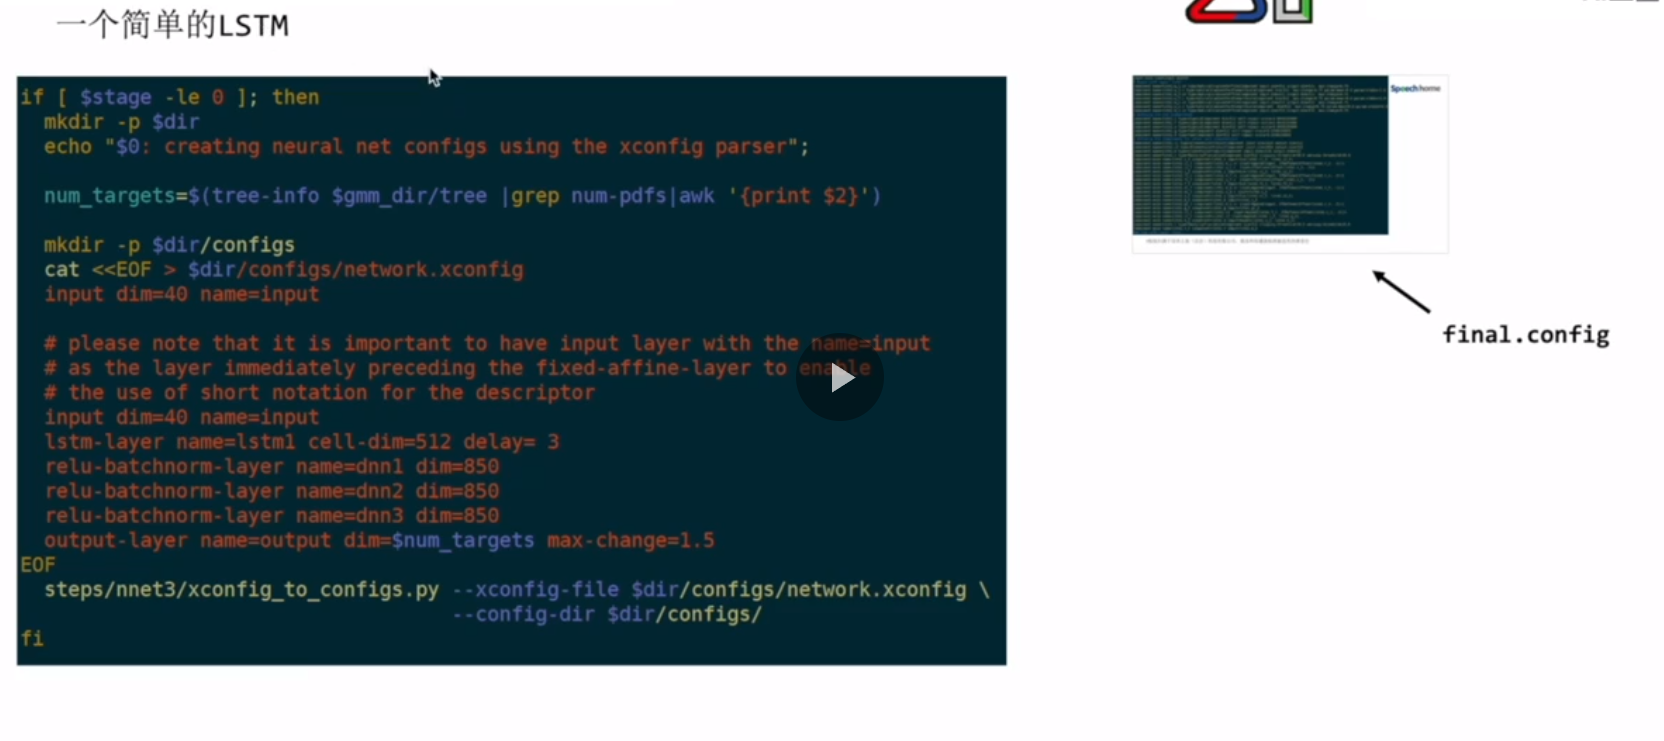 一个简单的LSTM
if [ $stage -le 0 ]; then
mkdir -p $dir
echo "$0: creating neural net configs using the xconfig parser";
num_targets=$(tree-info $gmm_dir/tree |grep num-pdfs|awk '{print $2}')
mkdir -p $dir/configs
cat <<EOF > $dir/configs/network.xconfig
input dim=40 name=input
# please note that it is important to have input layer with the name=input
# as the layer immediately preceding the fixed-affine-layer to enable
# the use of short notation for the descriptor
input dim=40 name=input
lstm-layer name=lstm1 cell-dim=512 delay= 3
relu-batchnorm-layer name=dnn1 dim=850
relu-batchnorm-layer name=dnn2 dim=850
relu-batchnorm-layer name=dnn3 dim=850
output-layer name=output dim=$num_targets max-change=1.5
EOF
steps/nnet3/xconfig_to_configs.py --xconfig-file $dir/configs/network.xconfig \
--config-dir $dir/configs/
fi
Speechhome
final.config